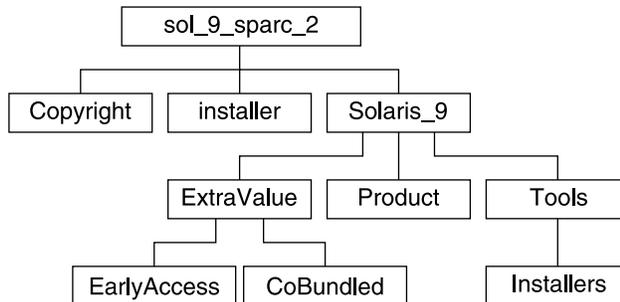 sol_9_sparc_2
Copyright
installer
Solaris_9
ExtraValue
Product
Tools
EarlyAccess
CoBundled
Installers